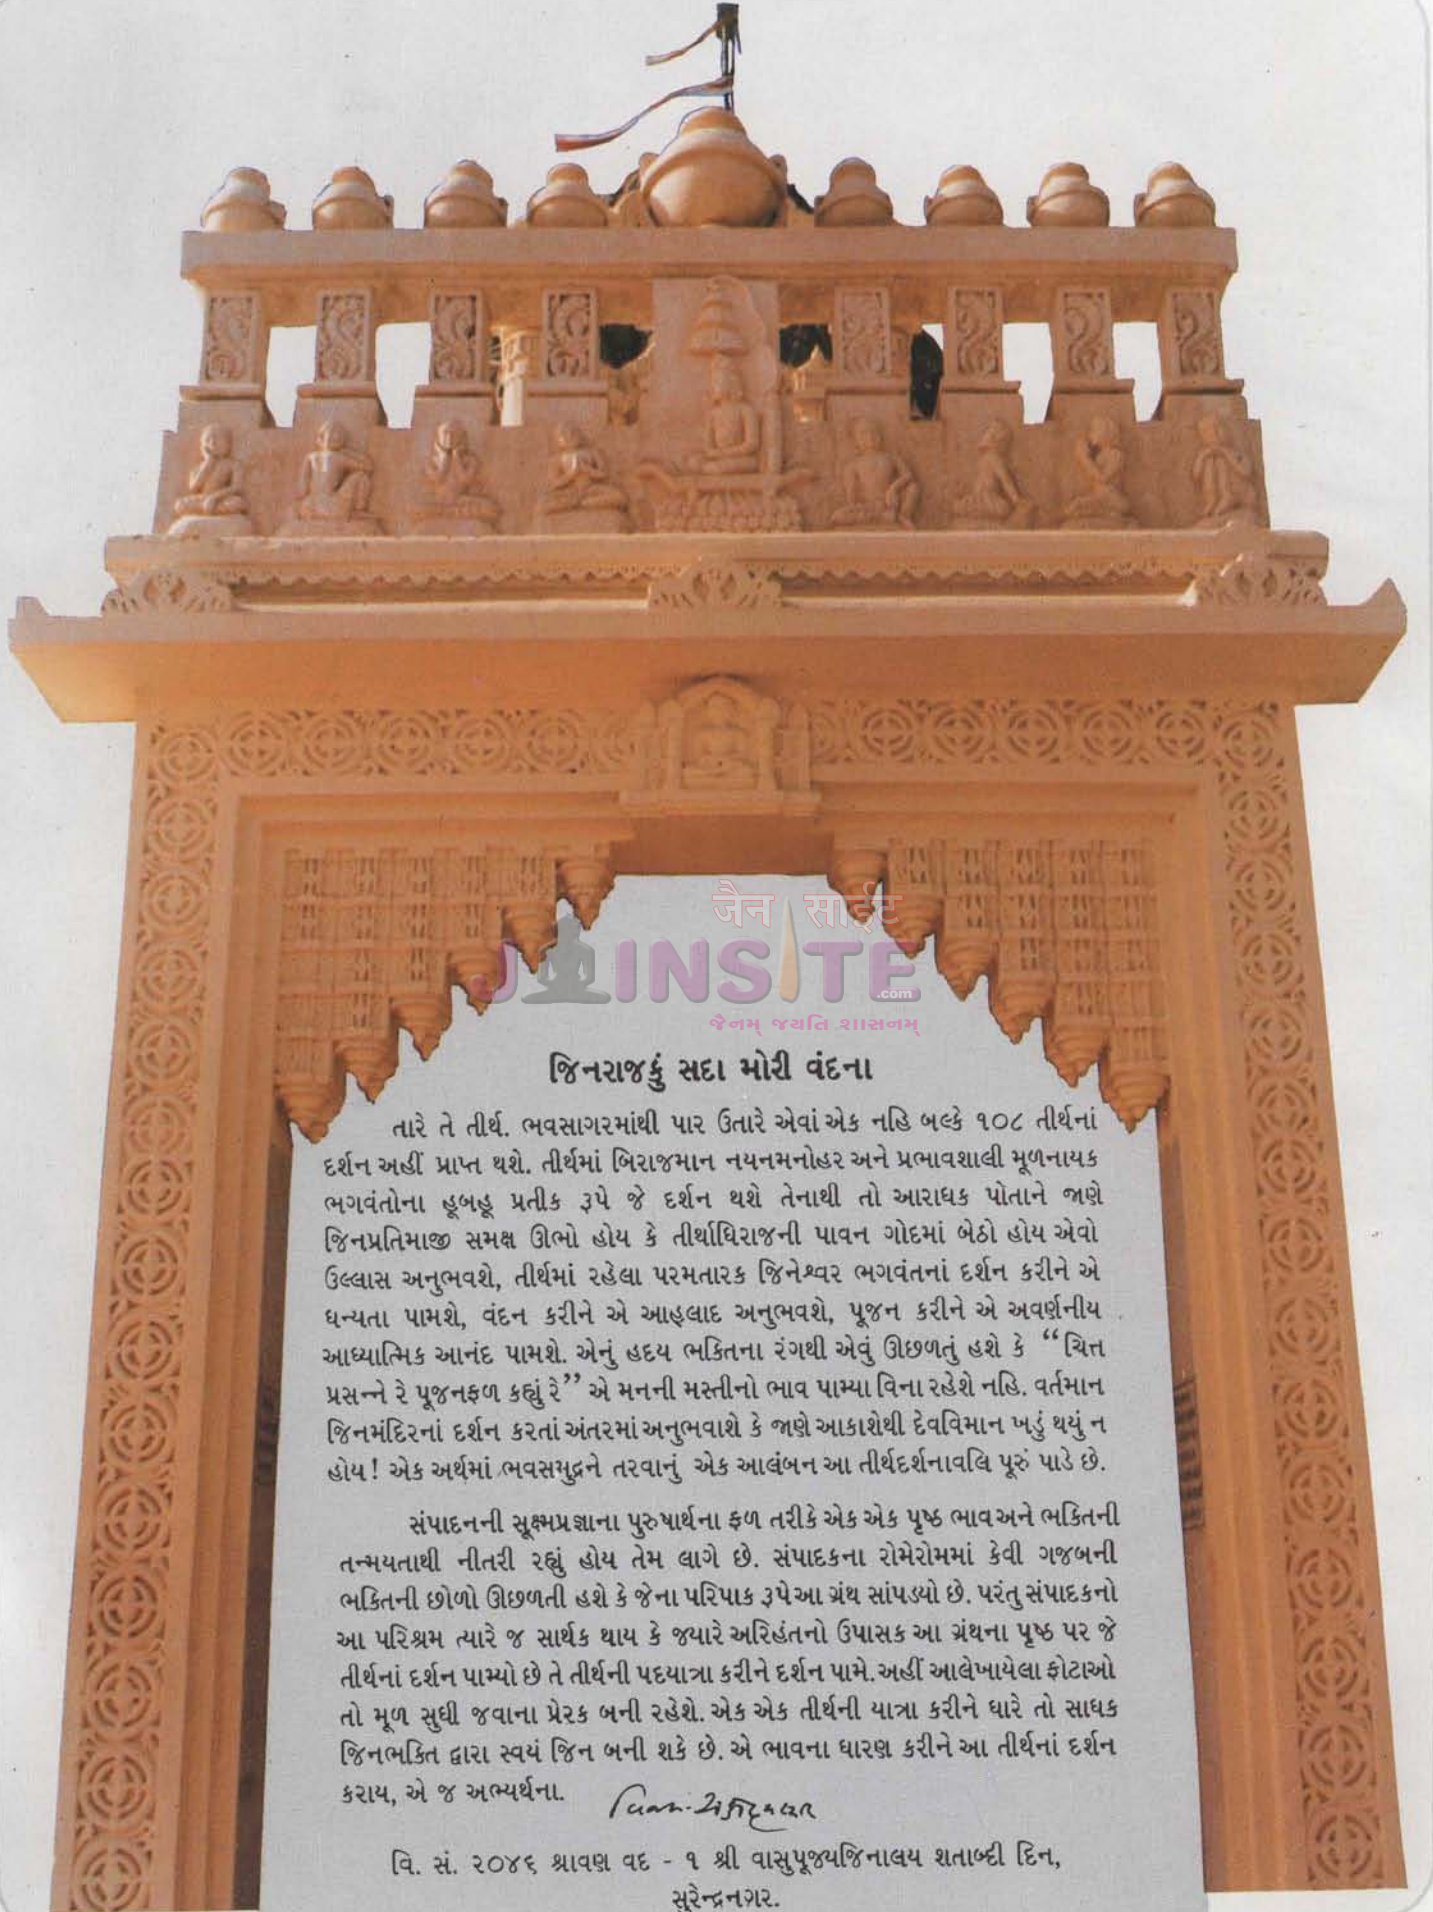 जैन साईट
JAINSITE
.com
જૈનમ્ જયતિ શાસનમ્
જિનરાજકું સદા મોરી વંદના
તારે તે તીર્થ. ભવસાગરમાંથી પાર ઉતારે એવાં એક નહિ બલ્કે ૧૦૮ તીર્થનાં
દર્શન અહીં પ્રાપ્ત થશે. તીર્થમાં બિરાજમાન નયનમનોહર અને પ્રભાવશાલી મૂળનાયક
ભગવંતોના હૂબહૂ પ્રતીક રૂપે જે દર્શન થશે તેનાથી તો આરાધક પોતાને જાણે
જિનપ્રતિમાજી સમક્ષ ઊભો હોય કે તીર્થાધિરાજની પાવન ગોદમાં બેઠો હોય એવો
ઉલ્લાસ અનુભવશે, તીર્થમાં રહેલા પરમતારક જિનેશ્વર ભગવંતનાં દર્શન કરીને એ
ધન્યતા પામશે, વંદન કરીને એ આહલાદ અનુભવશે, પૂજન કરીને એ અવર્ણનીય
આધ્યાત્મિક આનંદ પામશે. એનું હૃદય ભક્તિના રંગથી એવું ઊછળતું હશે કે “ચિત્ત
પ્રસન્ને રે પૂજનફળ કહ્યું રે” એ મનની મસ્તીનો ભાવ પામ્યા વિના રહેશે નહિ. વર્તમાન
જિનમંદિરનાં દર્શન કરતાં અંતરમાં અનુભવાશે કે જાણે આકાશેથી દેવવિમાન ખડું થયું ન
હોય! એક અર્થમાં ભવસમુદ્રને તરવાનું એક આલંબન આ તીર્થદર્શનાવલિ પૂરું પાડે છે.
સંપાદનની સૂક્ષ્મપ્રજ્ઞાના પુરુષાર્થના ફળ તરીકે એક એક પૃષ્ઠ ભાવ અને ભક્તિની
તન્મયતાથી નીતરી રહ્યું હોય તેમ લાગે છે. સંપાદકના રોમેરોમમાં કેવી ગજબની
ભક્તિની છોળો ઊછળતી હશે કે જેના પરિપાક રૂપે આ ગ્રંથ સાંપડયો છે. પરંતુ સંપાદકનો
આ પરિશ્રમ ત્યારે જ સાર્થક થાય કે જ્યારે અરિહંતનો ઉપાસક આ ગ્રંથના પૃષ્ઠ પર જે
તીર્થનાં દર્શન પામ્યો છે તે તીર્થની પદયાત્રા કરીને દર્શન પામે. અહીં આલેખાયેલા ફોટાઓ
તો મૂળ સુધી જવાના પ્રેરક બની રહેશે. એક એક તીર્થની યાત્રા કરીને ધારે તો સાધક
જિનભક્તિ દ્વારા સ્વયં જિન બની શકે છે. એ ભાવના ધારણ કરીને આ તીર્થનાં દર્શન
કરાય, એ જ અભ્યર્થના.
વિ. સં. ૨૦૪૬ શ્રાવણ વદ - ૧ શ્રી વાસુપૂજ્યજિનાલય શતાબ્દી દિન,
સુરેન્દ્રનગર.